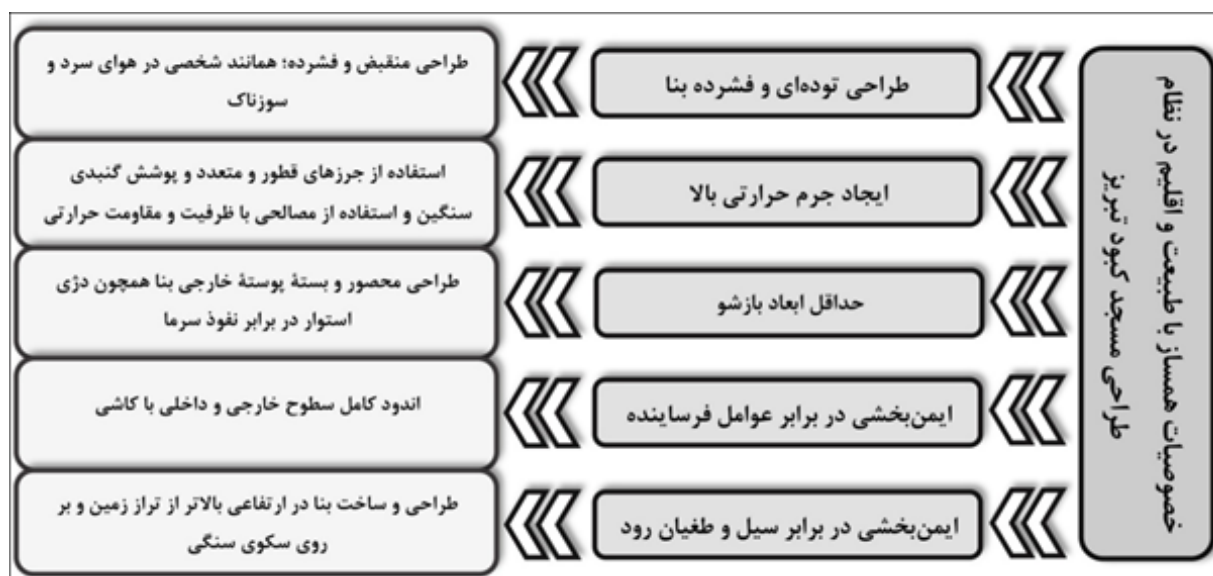 خصوصیات همساز با طبیعت و اقلیم در نظام
طراحی مسجد کبود تبریز
طراحی توده‌ای و فشرده بنا
طراحی منقبض و فشرده؛ همانند شخصی در هوای سرد و
سوزناک
ایجاد جرم حرارتی بالا
استفاده از جرزهای قطور و متعدد و پوشش گنبدی
سنگین و استفاده از مصالحی با ظرفیت و مقاومت حرارتی
حداقل ابعاد بازشو
طراحی محصور و بستهٔ پوستهٔ خارجی بنا همچون دژی
استوار در برابر نفوذ سرما
ایمن‌بخشی در برابر عوامل فرساینده
اندود کامل سطوح خارجی و داخلی با کاشی
ایمن‌بخشی در برابر سیل و طغیان رود
طراحی و ساخت بنا در ارتفاعی بالاتر از تراز زمین و بر
روی سکوی سنگی